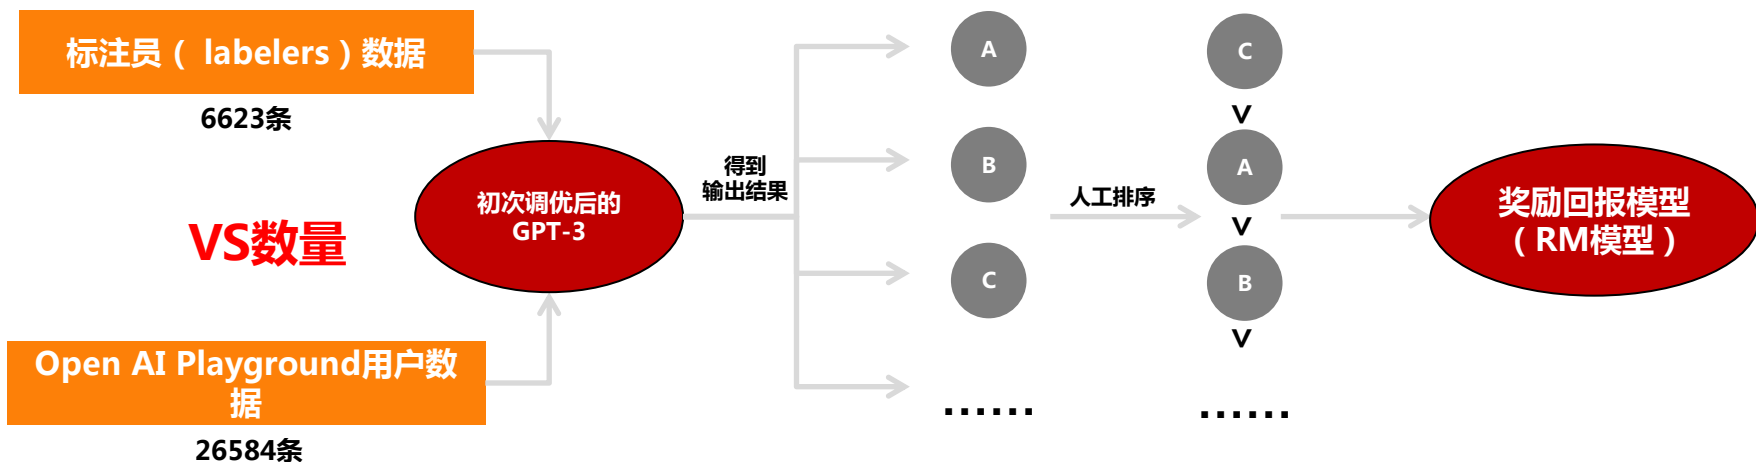 标注员（ labelers）数据
6623条
VS数量
Open AI Playground用户数
据
26584条
初次调优后的
GPT-3
得到
输出结果
A
B
C
......
人工排序
C
>
A
>
B
>
......
奖励回报模型
（RM模型）